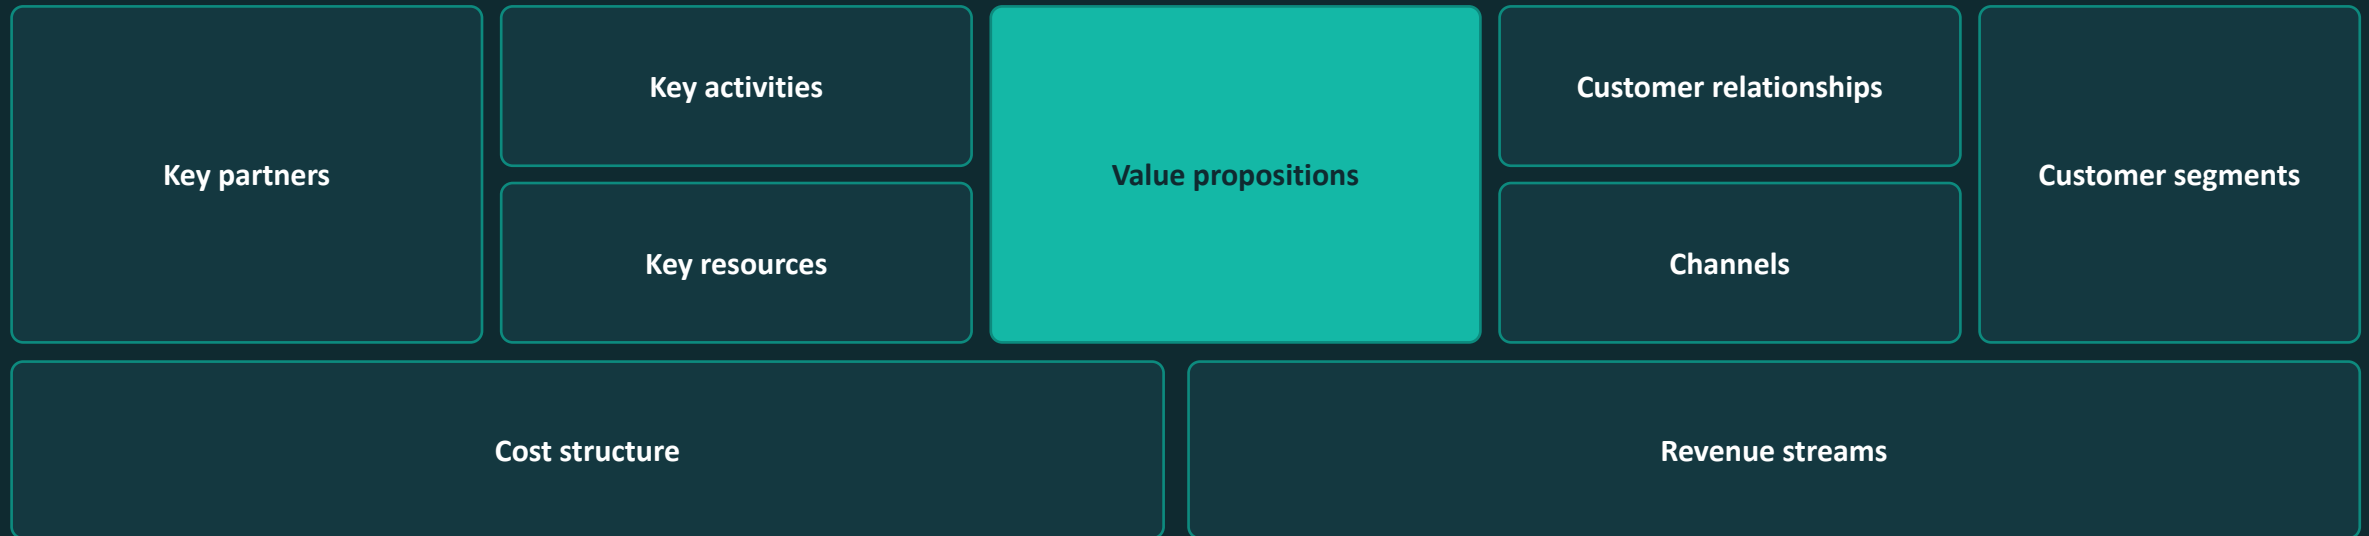 Key partners
Key activities
Key resources
Value propositions
Customer relationships
Channels
Customer segments
Cost structure
Revenue streams